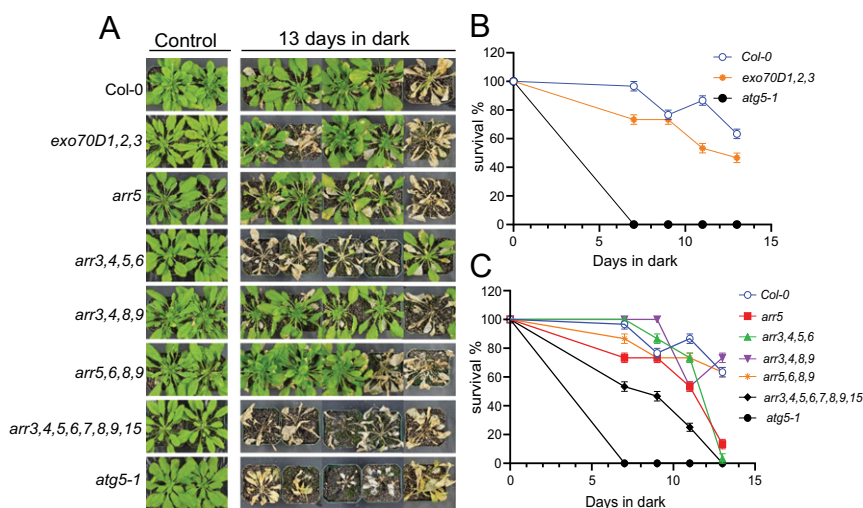 A
Control
13 days in dark
Col-0
exo70D1,2,3
arr5
arr3,4,5,6
arr3,4,8,9
arr5,6,8,9
arr3,4,5,6,7,8,9,15
atg5-1
B
120
100
80
60
40
20
0
survival %
0
5
10
15
Days in dark
Col-0
exo70D1,2,3
atg5-1
C
120
100
80
60
40
20
0
survival %
0
5
10
15
Days in dark
Col-0
arr5
arr3,4,5,6
arr3,4,8,9
arr5,6,8,9
arr3,4,5,6,7,8,9,15
atg5-1